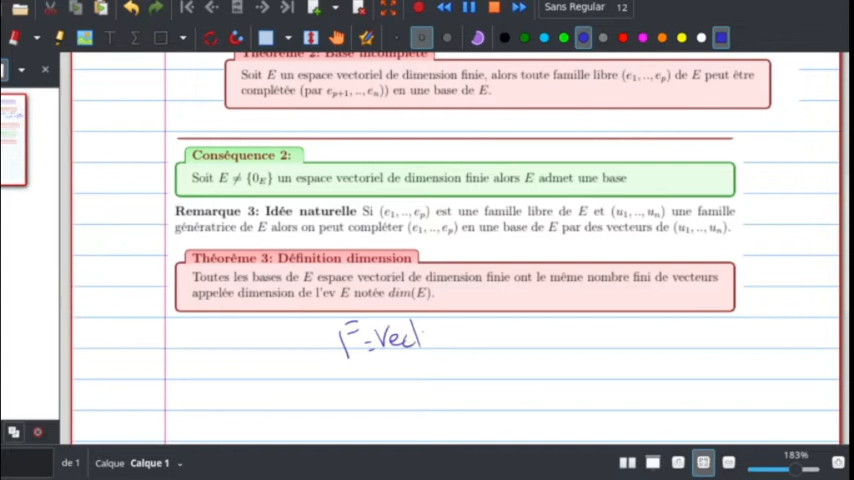 Sans Regular 12
Théorème 2: Base incomplète
Soit E un espace vectoriel de dimension finie, alors toute famille libre (e₁,..,eₚ) de E peut être
complétée (par eₚ₊₁,..,eₙ)) en une base de E.
Conséquence 2:
Soit E ≠ {0_E} un espace vectoriel de dimension finie alors E admet une base
Remarque 3: Idée naturelle Si (e₁,..,eₚ) est une famille libre de E et (u₁,..,uₙ) une famille
génératrice de E alors on peut compléter (e₁,..,eₚ) en une base de E par des vecteurs de (u₁,..,uₙ).
Théorème 3: Définition dimension
Toutes les bases de E espace vectoriel de dimension finie ont le même nombre fini de vecteurs
appelée dimension de l'ev E notée dim(E).
F=Vect
de 1 Calque Calque 1 183%